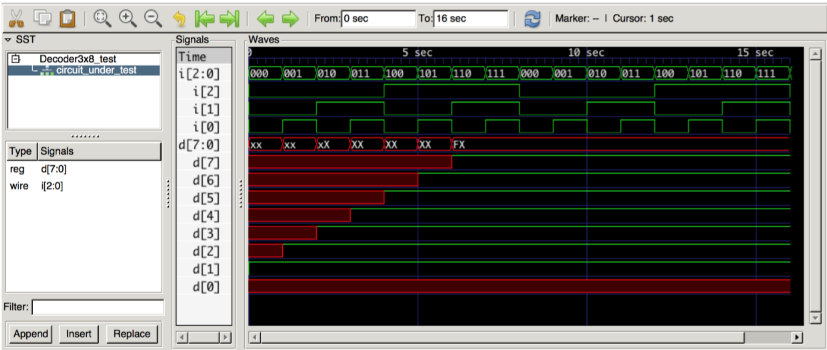 From: 0 sec To: 16 sec Marker: -- | Cursor: 1 sec
SST
Decoder3x8_test
circuit_under_test
Type Signals
reg d[7:0]
wire i[2:0]
Filter:
Append Insert Replace
Signals
Time
i[2:0]
i[2]
i[1]
i[0]
d[7:0]
d[7]
d[6]
d[5]
d[4]
d[3]
d[2]
d[1]
d[0]
Waves
0 5 sec 10 sec 15 sec
000 001 010 011 100 101 110 111 000 001 010 011 100 101 110 111
xx xx xX XX XX XX FX